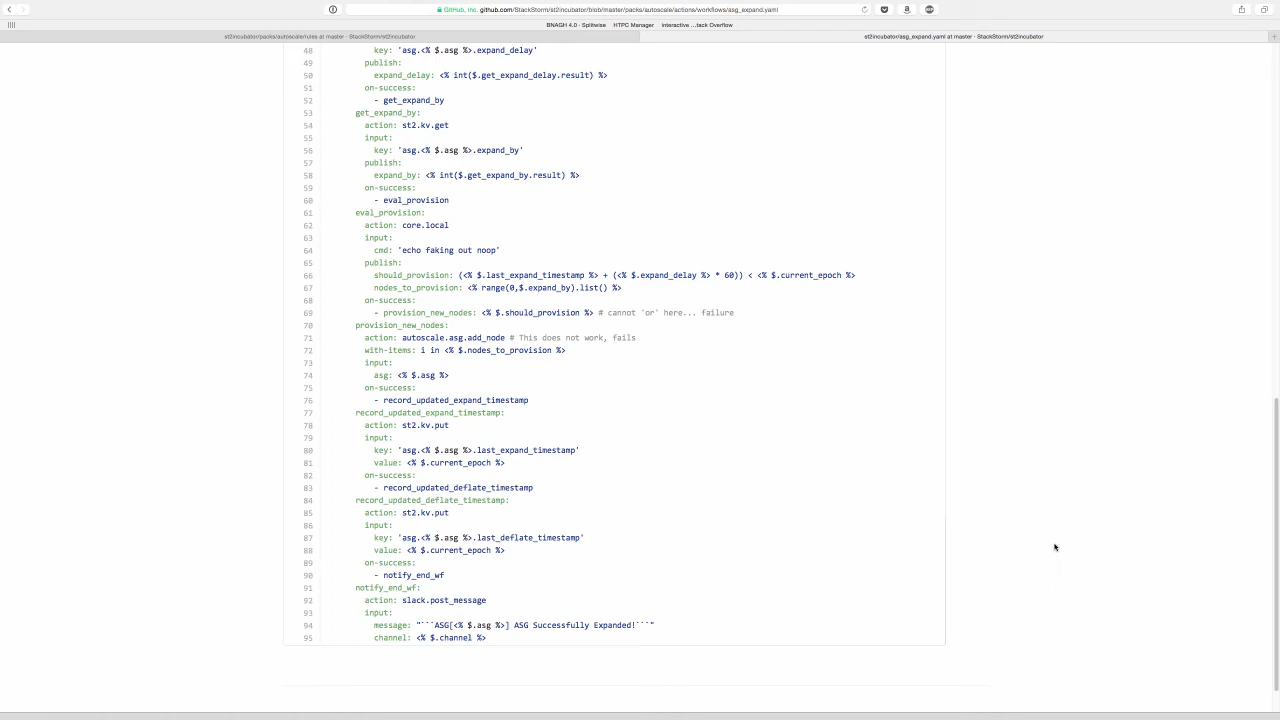 GitHub, Inc. github.com/StackStorm/st2incubator/blob/master/packs/autoscale/actions/workflows/asg_expand.yaml
BNAGH 4.0 - Splitwise HTPC Manager interactive ...tack Overflow
st2incubator/packs/autoscale/rules at master · StackStorm/st2incubator st2incubator/asg_expand.yaml at master · StackStorm/st2incubator
48 key: 'asg.<% $.asg %>.expand_delay'
49 publish:
50 expand_delay: <% int($.get_expand_delay.result) %>
51 on-success:
52 - get_expand_by
53 get_expand_by:
54 action: st2.kv.get
55 input:
56 key: 'asg.<% $.asg %>.expand_by'
57 publish:
58 expand_by: <% int($.get_expand_by.result) %>
59 on-success:
60 - eval_provision
61 eval_provision:
62 action: core.local
63 input:
64 cmd: 'echo faking out noop'
65 publish:
66 should_provision: (<% $.last_expand_timestamp %> + (<% $.expand_delay %> * 60)) < <% $.current_epoch %>
67 nodes_to_provision: <% range(0,$.expand_by).list() %>
68 on-success:
69 - provision_new_nodes: <% $.should_provision %> # cannot 'or' here... failure
70 provision_new_nodes:
71 action: autoscale.asg.add_node # This does not work, fails
72 with-items: i in <% $.nodes_to_provision %>
73 input:
74 asg: <% $.asg %>
75 on-success:
76 - record_updated_expand_timestamp
77 record_updated_expand_timestamp:
78 action: st2.kv.put
79 input:
80 key: 'asg.<% $.asg %>.last_expand_timestamp'
81 value: <% $.current_epoch %>
82 on-success:
83 - record_updated_deflate_timestamp
84 record_updated_deflate_timestamp:
85 action: st2.kv.put
86 input:
87 key: 'asg.<% $.asg %>.last_deflate_timestamp'
88 value: <% $.current_epoch %>
89 on-success:
90 - notify_end_wf
91 notify_end_wf:
92 action: slack.post_message
93 input:
94 message: "```ASG[<% $.asg %>] ASG Successfully Expanded!```"
95 channel: <% $.channel %>